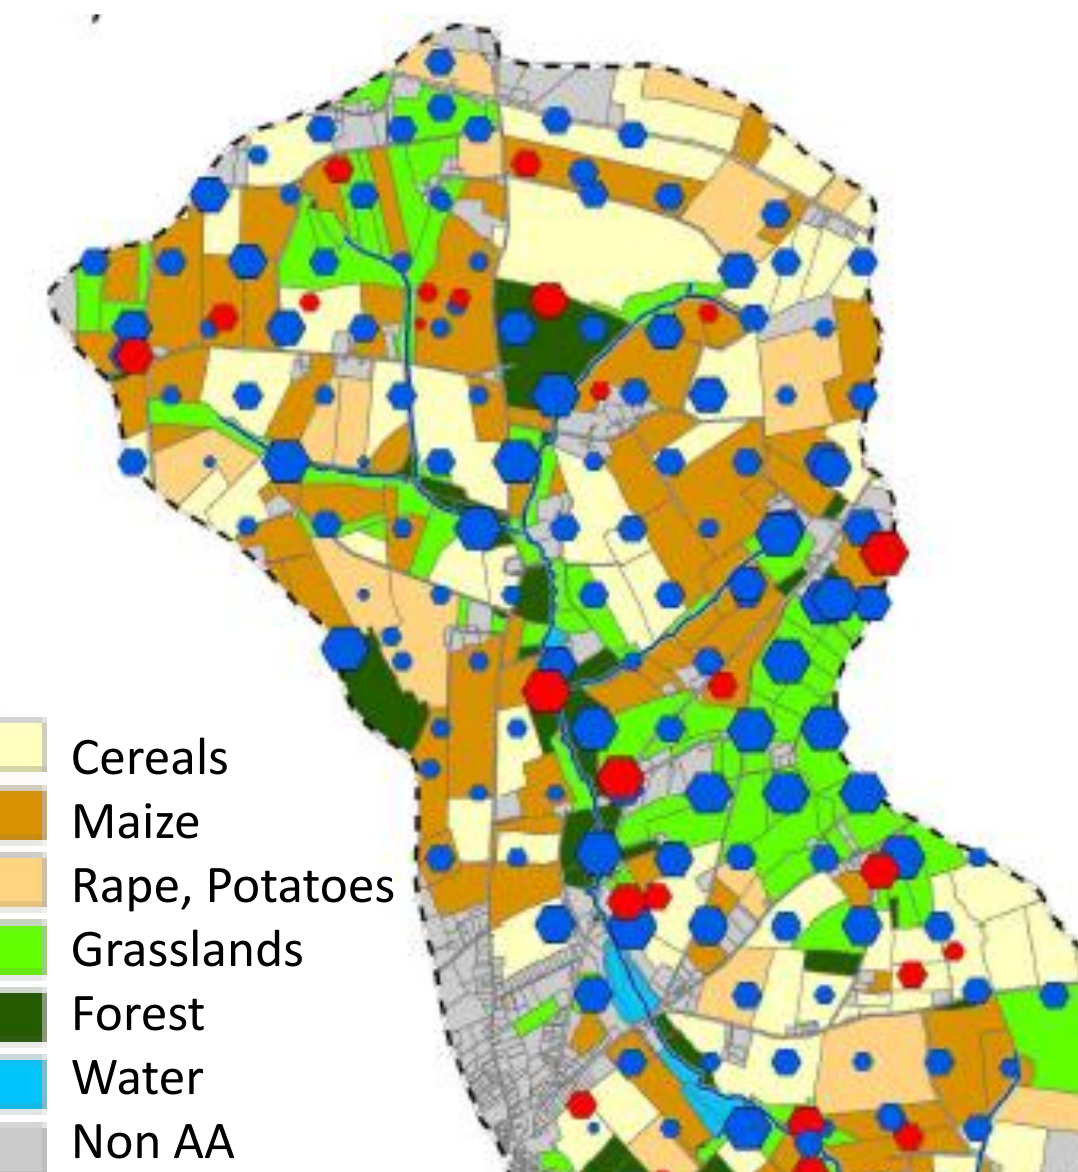 Cereals
Maize
Rape, Potatoes
Grasslands
Forest
Water
Non AA